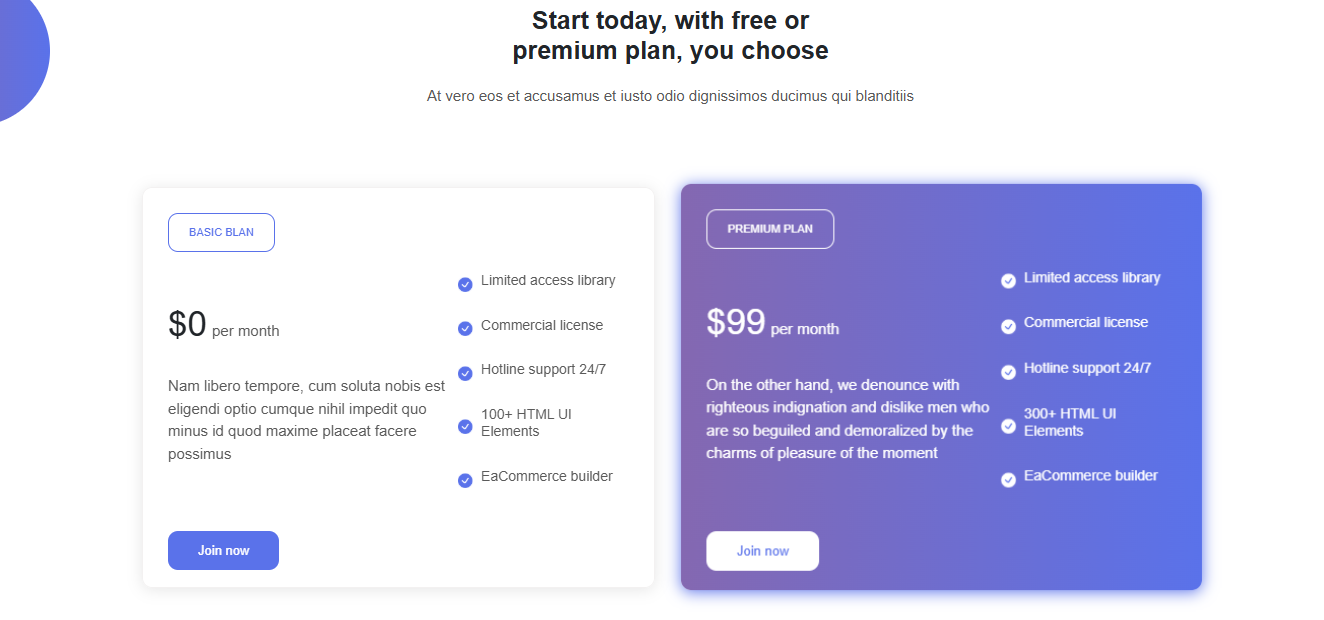 Start today, with free or
premium plan, you choose
At vero eos et accusamus et iusto odio dignissimos ducimus qui blanditiis
BASIC BLAN
$0 per month
Nam libero tempore, cum soluta nobis est
eligendi optio cumque nihil impedit quo
minus id quod maxime placeat facere
possimus
Limited access library
Commercial license
Hotline support 24/7
100+ HTML UI
Elements
EaCommerce builder
Join now
PREMIUM PLAN
$99 per month
On the other hand, we denounce with
righteous indignation and dislike men who
are so beguiled and demoralized by the
charms of pleasure of the moment
Limited access library
Commercial license
Hotline support 24/7
300+ HTML UI
Elements
EaCommerce builder
Join now